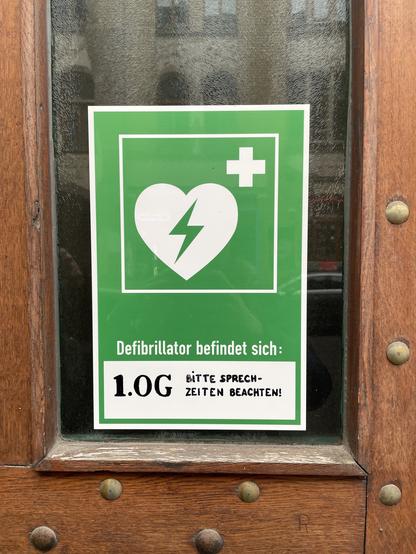 Defibrillator befindet sich:
1.OG
BITTE SPRECH-
ZEITEN BEACHTEN!